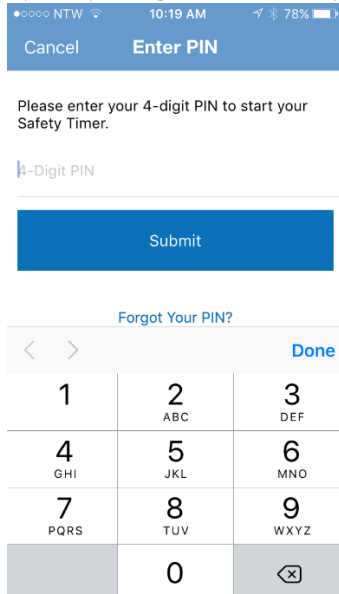 NTW 10:19 AM 78%
Cancel Enter PIN
Please enter your 4-digit PIN to start your
Safety Timer.
4-Digit PIN
Submit
Forgot Your PIN?
Done
1 2 3
ABC DEF
4 5 6
GHI JKL MNO
7 8 9
PQRS TUV WXYZ
0